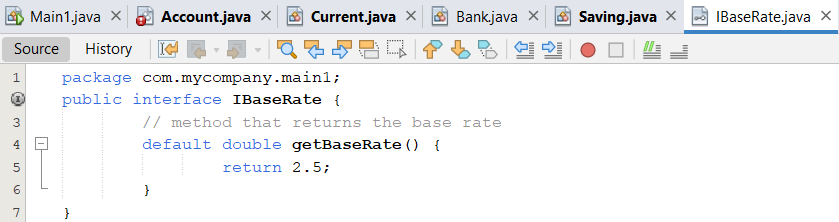 Main1.java Account.java Current.java Bank.java Saving.java IBaseRate.java
Source History
1 package com.mycompany.main1;
public interface IBaseRate {
3 // method that returns the base rate
4 default double getBaseRate() {
5 return 2.5;
6 }
7 }